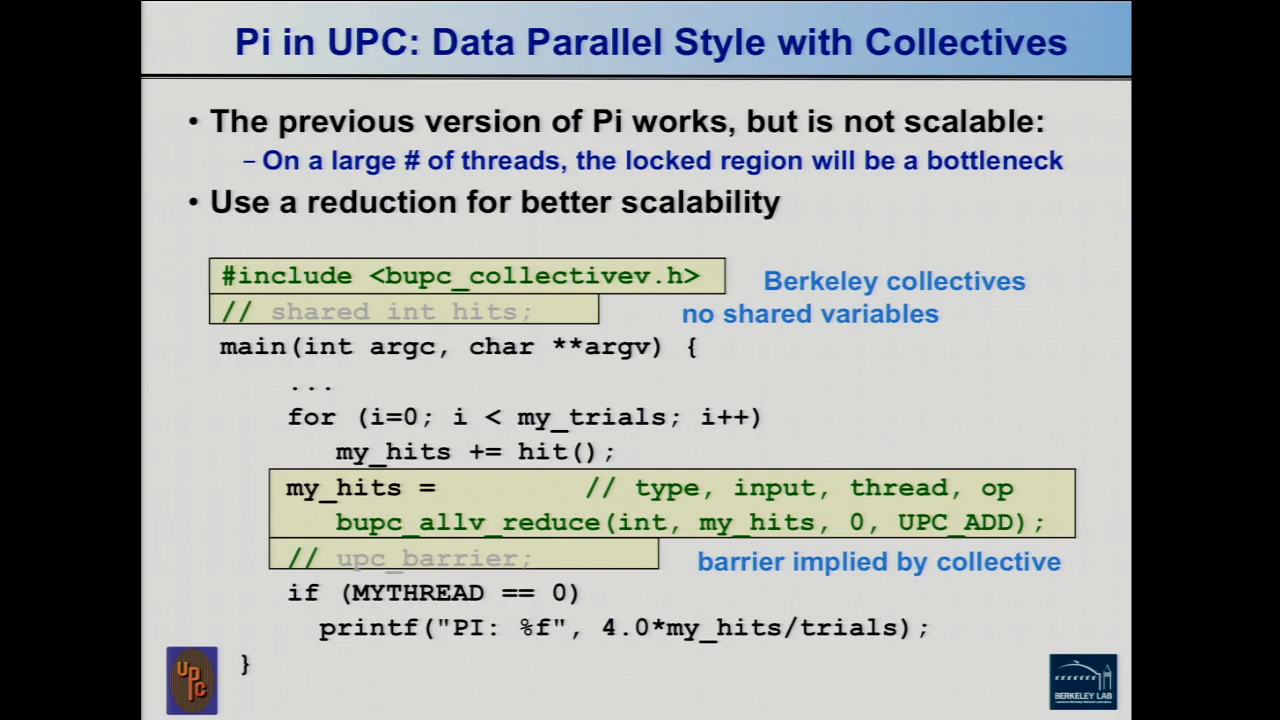 Pi in UPC: Data Parallel Style with Collectives
• The previous version of Pi works, but is not scalable:
– On a large # of threads, the locked region will be a bottleneck
• Use a reduction for better scalability
#include <bupc_collectivev.h>
Berkeley collectives
// shared int hits;
no shared variables
main(int argc, char **argv) {
...
for (i=0; i < my_trials; i++)
my_hits += hit();
my_hits = // type, input, thread, op
bupc_allv_reduce(int, my_hits, 0, UPC_ADD);
// upc_barrier;
barrier implied by collective
if (MYTHREAD == 0)
printf("PI: %f", 4.0*my_hits/trials);
}
UPC
BERKELEY LAB